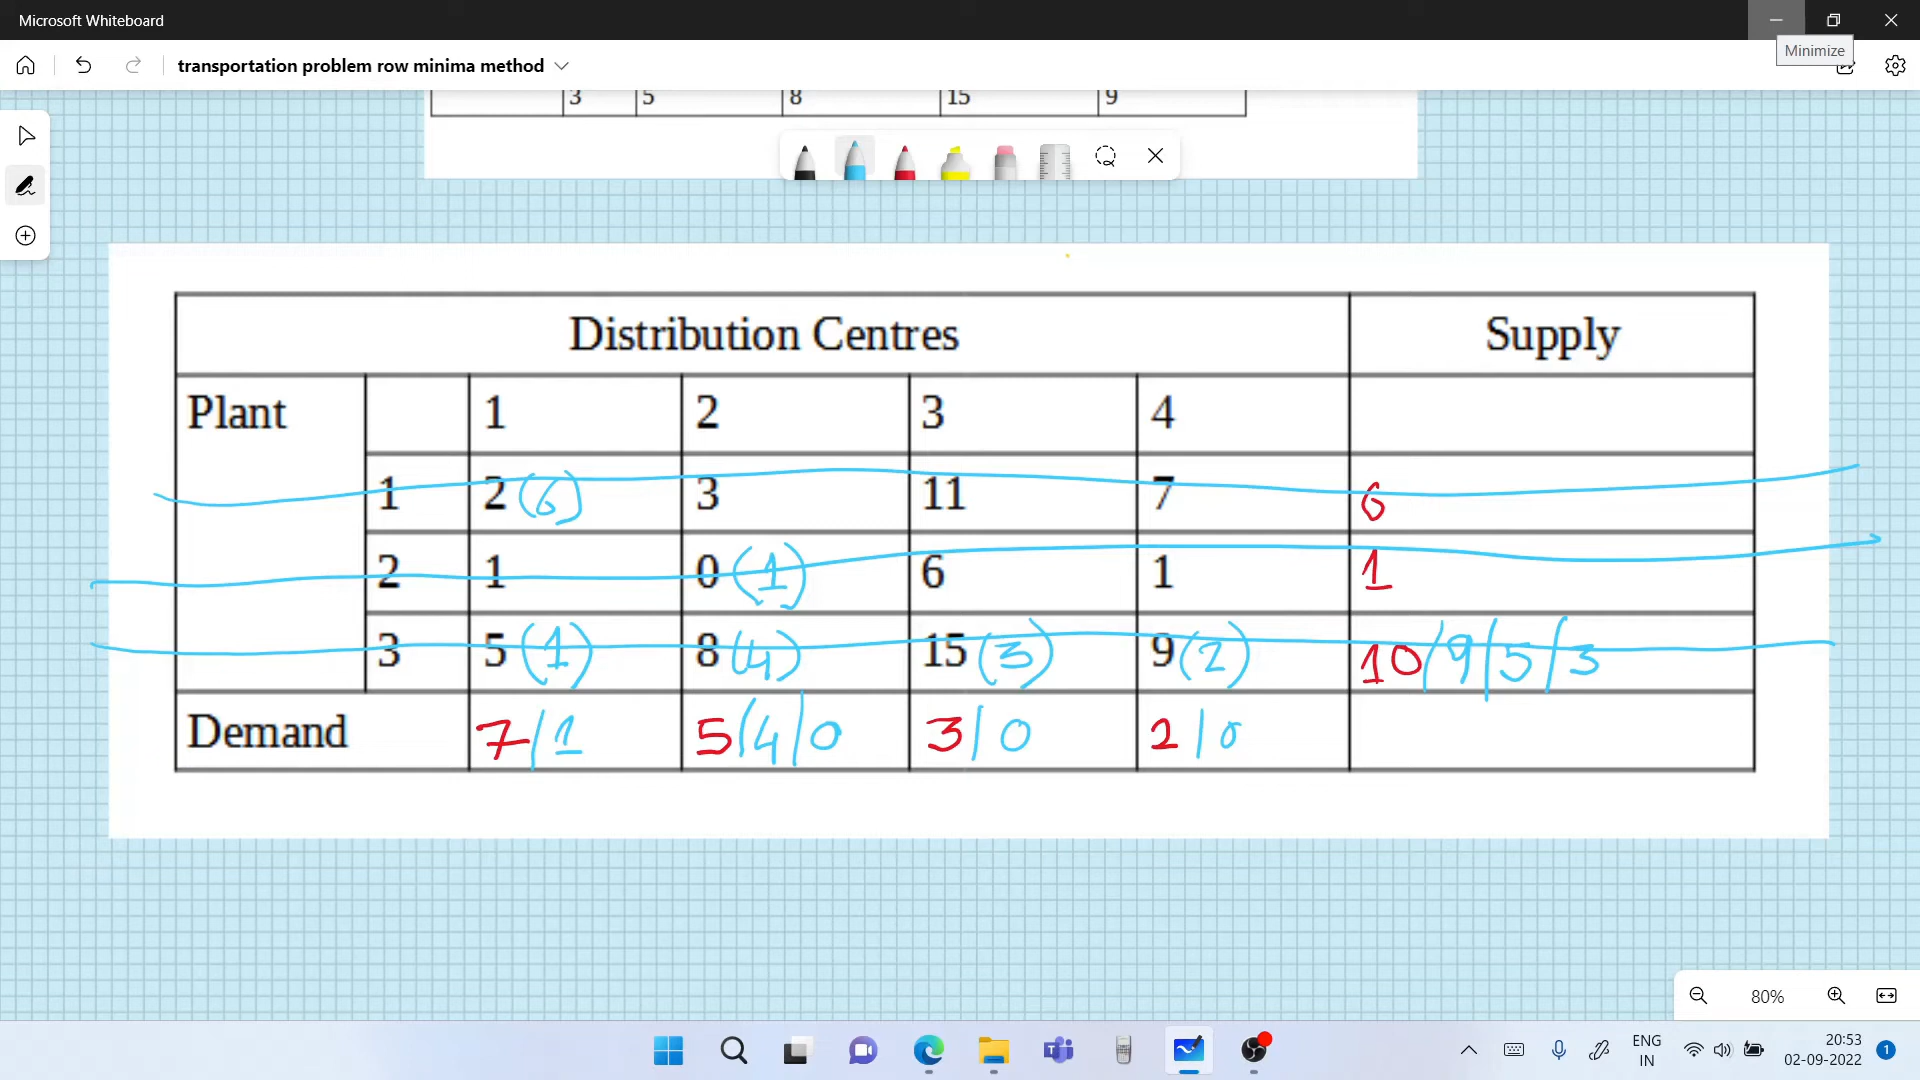 Microsoft Whiteboard
Minimize
transportation problem row minima method
3 5 8 15 9
Distribution Centres Supply
Plant 1 2 3 4
1 2 (6) 3 11 7 6
2 1 0 (1) 6 1 1
3 5 (1) 8 (4) 15 (3) 9 (2) 10/9/5/3
Demand 7/1 5/4/0 3/0 2/0
80%
ENG
IN
20:53
02-09-2022
1